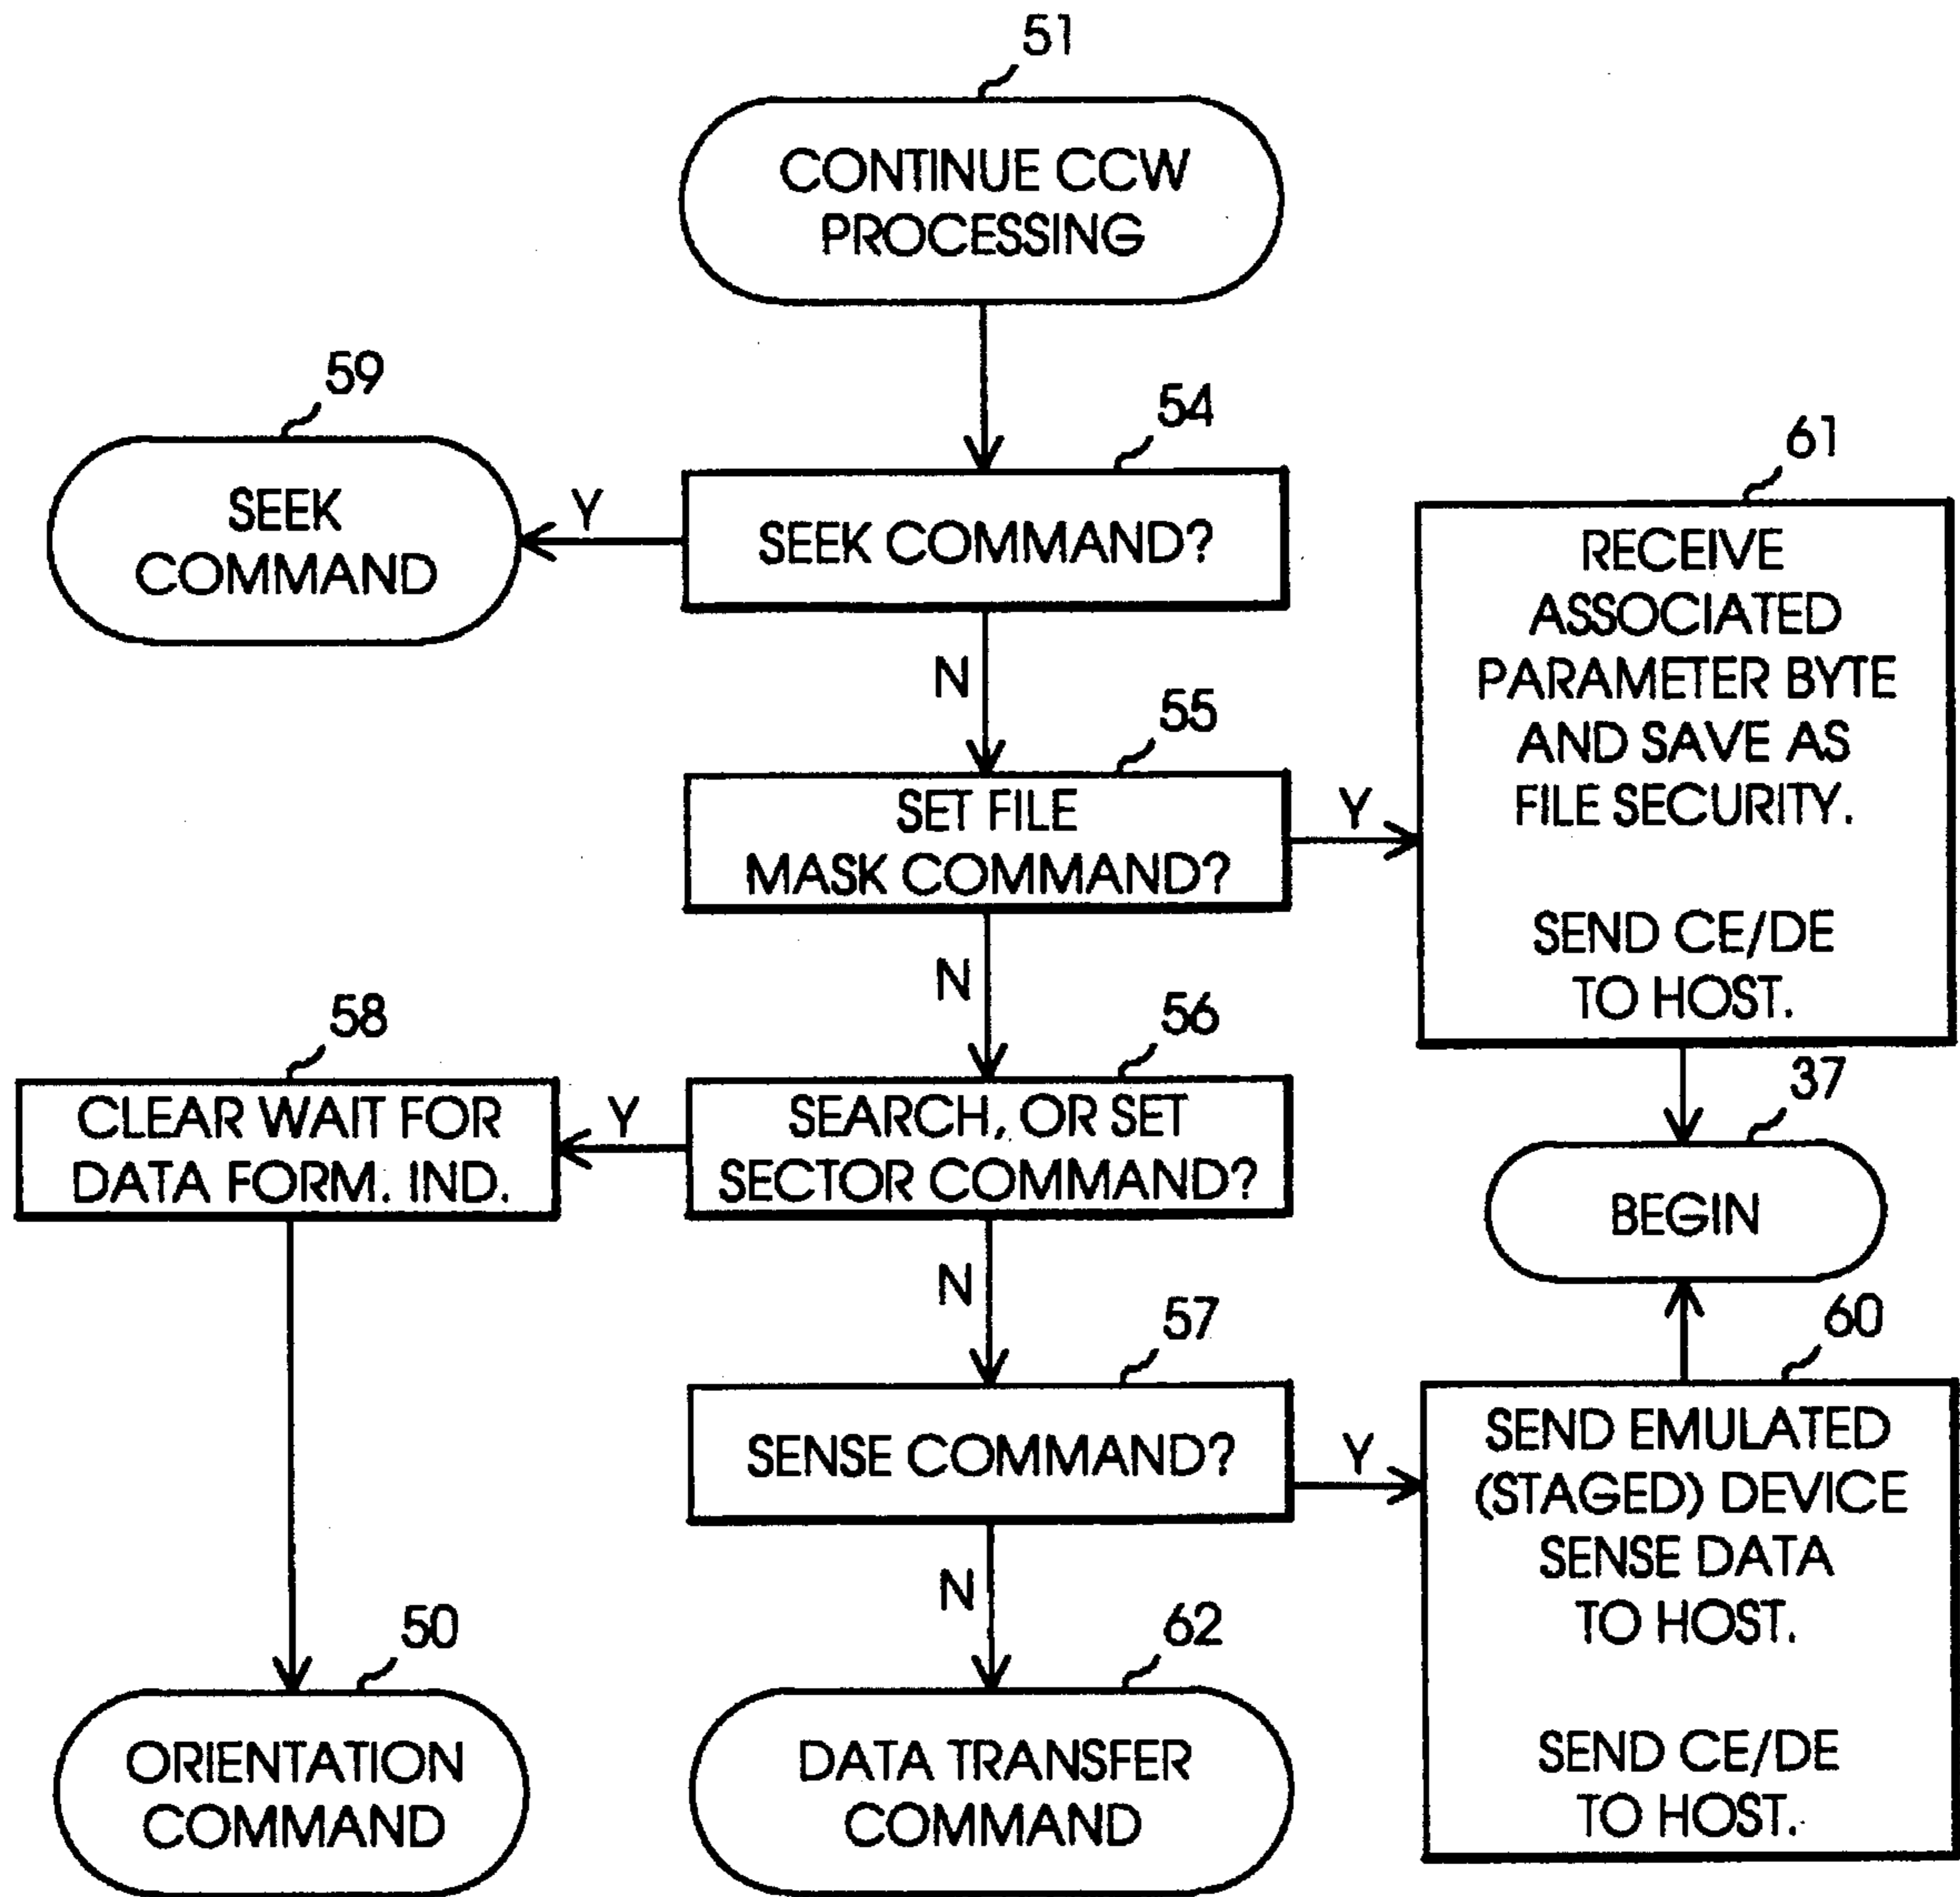 51
CONTINUE CCW
PROCESSING
59
SEEK
COMMAND
54
Y
SEEK COMMAND?
N
61
RECEIVE
ASSOCIATED
PARAMETER BYTE
AND SAVE AS
FILE SECURITY.
SEND CE/DE
TO HOST.
55
SET FILE
MASK COMMAND?
Y
N
58
CLEAR WAIT FOR
DATA FORM. IND.
Y
56
SEARCH, OR SET
SECTOR COMMAND?
N
37
BEGIN
57
SENSE COMMAND?
Y
N
60
SEND EMULATED
(STAGED) DEVICE
SENSE DATA
TO HOST.
SEND CE/DE
TO HOST.
50
ORIENTATION
COMMAND
62
DATA TRANSFER
COMMAND